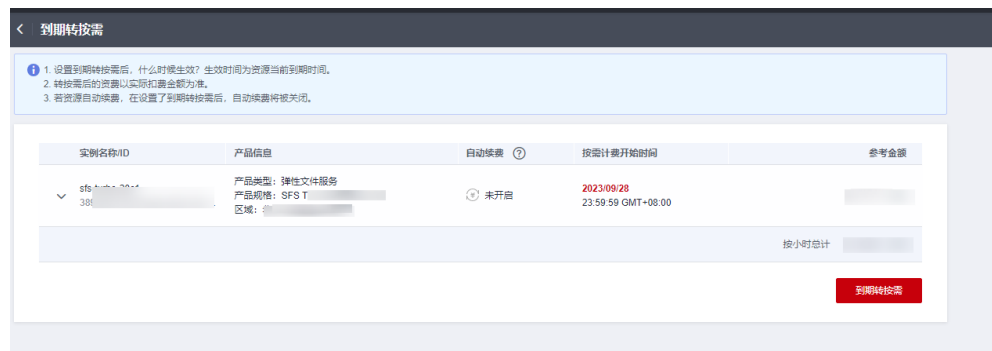 到期转按需
1. 设置到期转按需后，什么时候生效？生效时间为资源当前到期时间。
2. 转按需后的资费以实际扣费金额为准。
3. 若资源自动续费，在设置了到期转按需后，自动续费将被关闭。
实例名称/ID 产品信息 自动续费 按需计费开始时间 参考金额
产品类型：弹性文件服务
产品规格：SFS T
区域：
未开启
2023/09/28
23:59:59 GMT+08:00
按小时总计
到期转按需